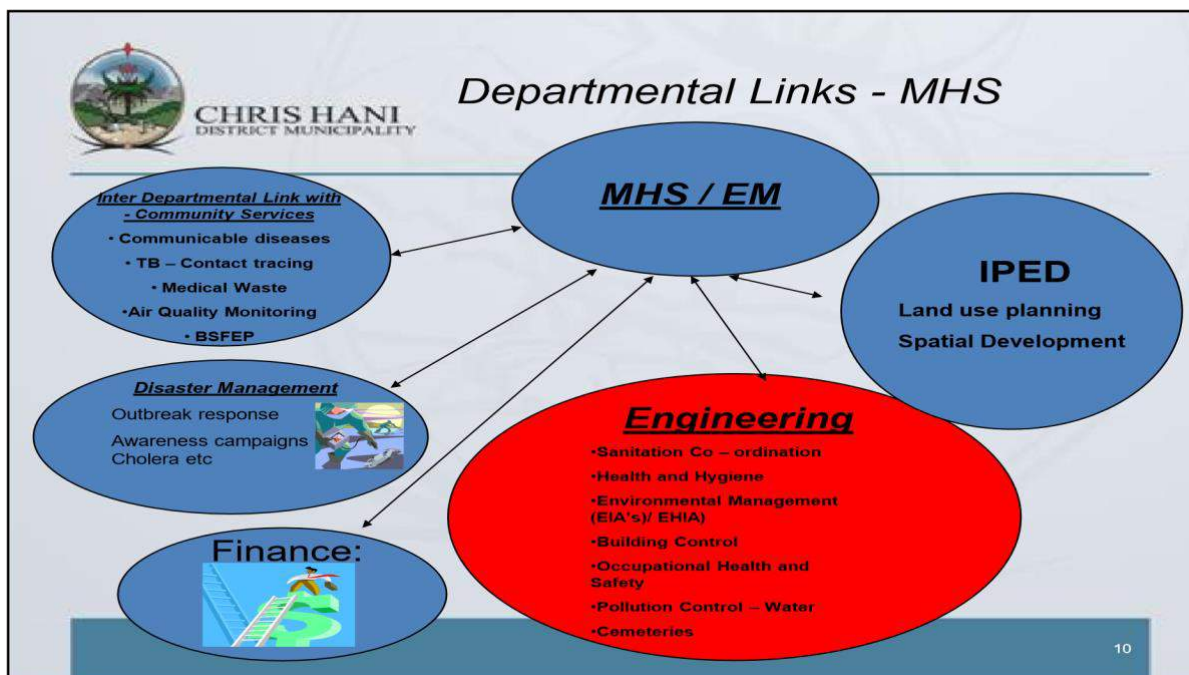 CHRIS HANI
DISTRICT MUNICIPALITY
Departmental Links - MHS
MHS / EM
Inter Departmental Link with
- Community Services
• Communicable diseases
• TB – Contact tracing
• Medical Waste
•Air Quality Monitoring
• BSFEP
IPED
Land use planning
Spatial Development
Disaster Management
Outbreak response
Awareness campaigns
Cholera etc
Engineering
•Sanitation Co – ordination
•Health and Hygiene
•Environmental Management
(EIA's)/ EHIA)
•Building Control
•Occupational Health and
Safety
•Pollution Control – Water
•Cemeteries
Finance:
10